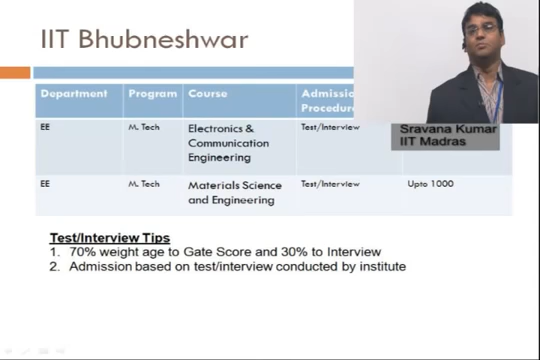 IIT Bhubneshwar
Department Program Course Admission Procedure
EE M. Tech Electronics & Communication Engineering Test/Interview
Sravana Kumar
IIT Madras
EE M. Tech Materials Science and Engineering Test/Interview Upto 1000
Test/Interview Tips
1. 70% weight age to Gate Score and 30% to Interview
2. Admission based on test/interview conducted by institute